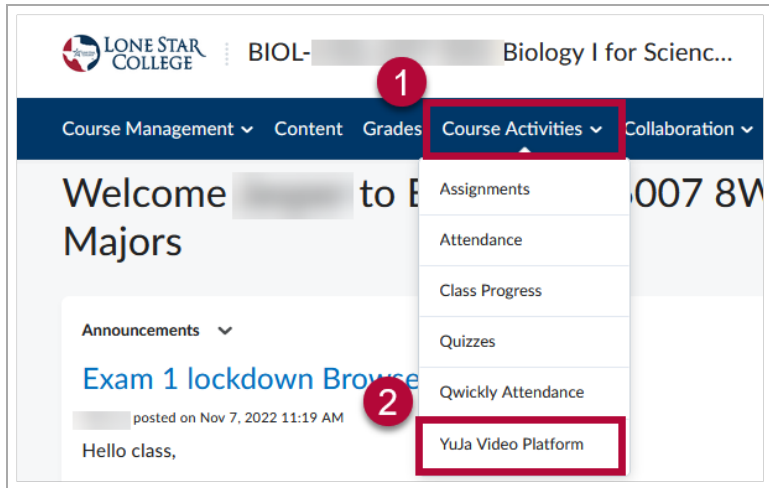 LONE STAR
COLLEGE
BIOL- Biology I for Scienc...
1
Course Management Content Grades Course Activities Collaboration
Welcome to 007 8W
Majors
Assignments
Attendance
Class Progress
Quizzes
Qwickly Attendance
YuJa Video Platform
2
Announcements
Exam 1 lockdown Browse
posted on Nov 7, 2022 11:19 AM
Hello class,